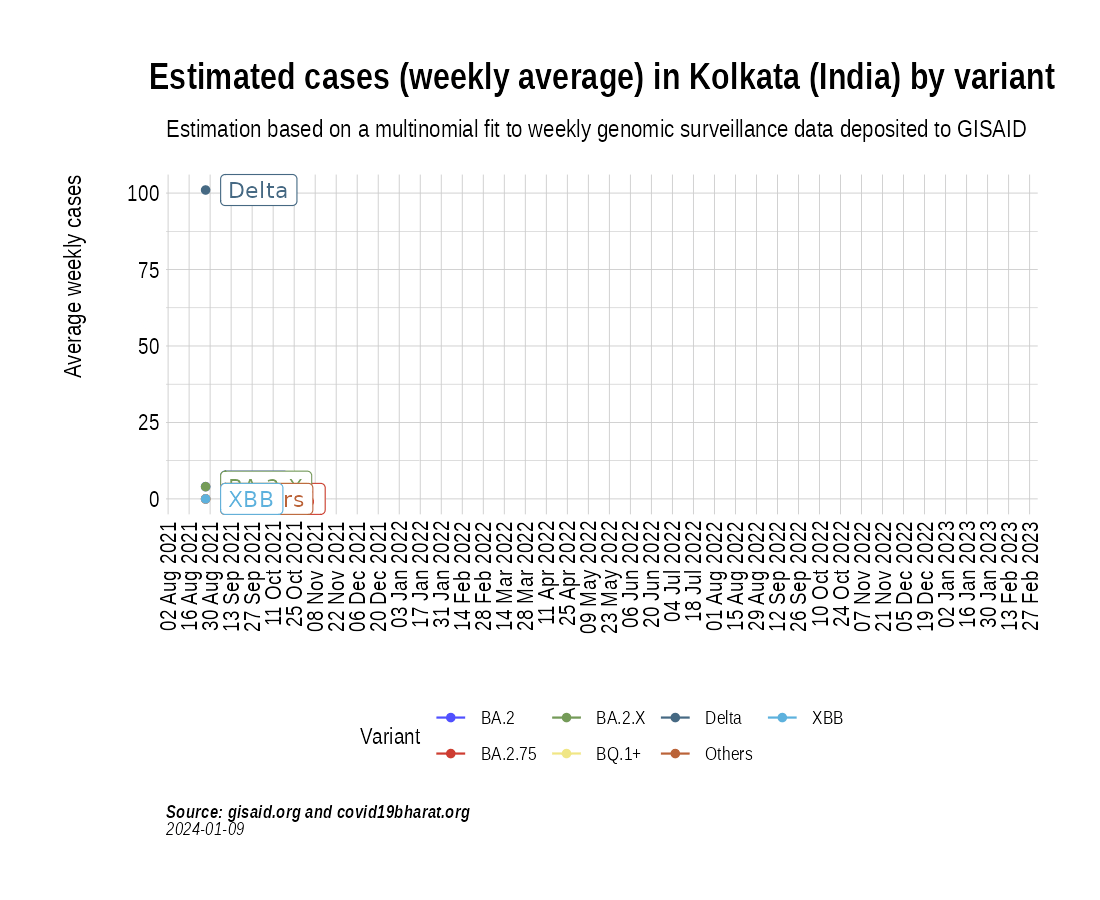 Estimated cases (weekly average) in Kolkata (India) by variant
Estimation based on a multinomial fit to weekly genomic surveillance data deposited to GISAID
Average weekly cases
100
75
50
25
0
Delta
BA.2.X
XBB
rs
02 Aug 2021
16 Aug 2021
30 Aug 2021
13 Sep 2021
27 Sep 2021
11 Oct 2021
25 Oct 2021
08 Nov 2021
22 Nov 2021
06 Dec 2021
20 Dec 2021
03 Jan 2022
17 Jan 2022
31 Jan 2022
14 Feb 2022
28 Feb 2022
14 Mar 2022
28 Mar 2022
11 Apr 2022
25 Apr 2022
09 May 2022
23 May 2022
06 Jun 2022
20 Jun 2022
04 Jul 2022
18 Jul 2022
01 Aug 2022
15 Aug 2022
29 Aug 2022
12 Sep 2022
26 Sep 2022
10 Oct 2022
24 Oct 2022
07 Nov 2022
21 Nov 2022
05 Dec 2022
19 Dec 2022
02 Jan 2023
16 Jan 2023
30 Jan 2023
13 Feb 2023
27 Feb 2023
Variant
BA.2 BA.2.X Delta XBB
BA.2.75 BQ.1+ Others
Source: gisaid.org and covid19bharat.org
2024-01-09